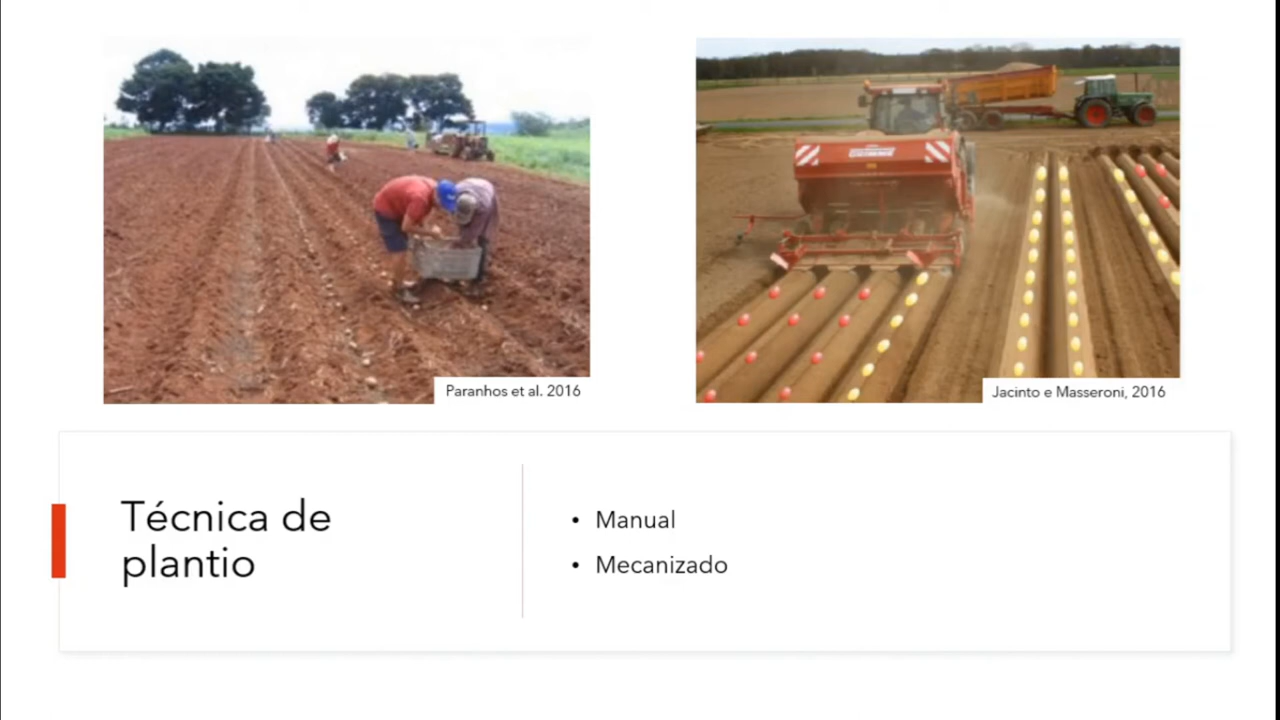 Paranhos et al. 2016
Jacinto e Masseroni, 2016
Técnica de
plantio
• Manual
• Mecanizado